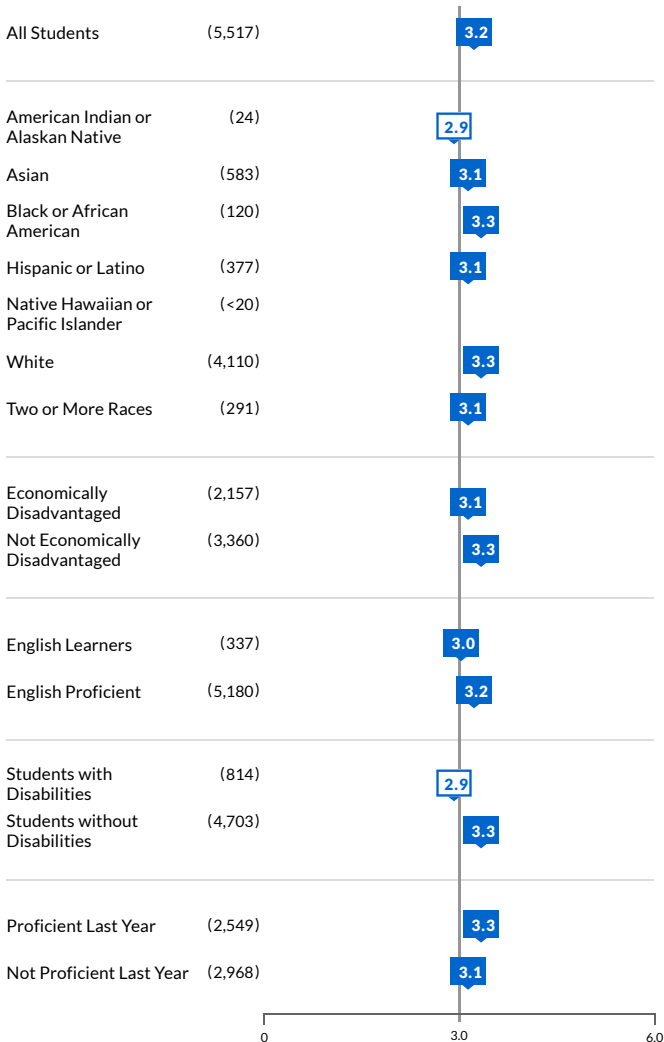 All Students (5,517) 3.2
American Indian or (24)
Alaskan Native 2.9
Asian (583) 3.1
Black or African (120)
American 3.3
Hispanic or Latino (377) 3.1
Native Hawaiian or (<20)
Pacific Islander
White (4,110) 3.3
Two or More Races (291) 3.1
Economically (2,157)
Disadvantaged 3.1
Not Economically (3,360)
Disadvantaged 3.3
English Learners (337) 3.0
English Proficient (5,180) 3.2
Students with (814)
Disabilities 2.9
Students without (4,703)
Disabilities 3.3
Proficient Last Year (2,549) 3.3
Not Proficient Last Year (2,968) 3.1
0 3.0 6.0